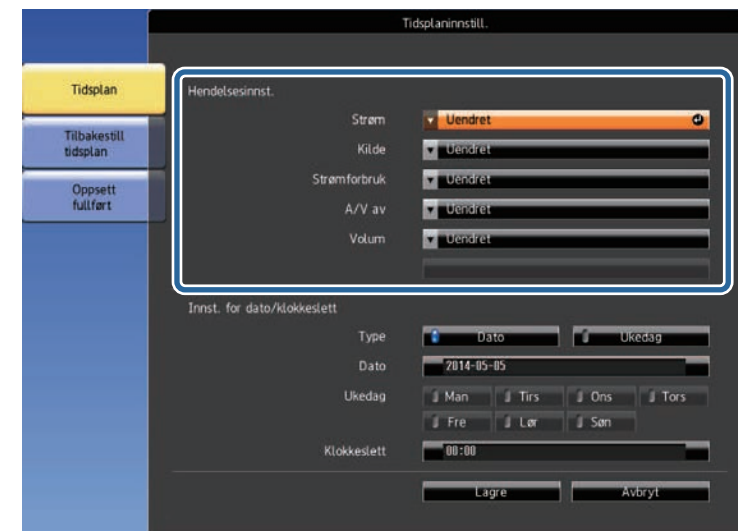 Tidsplaninnstill.
Tidsplan
Tilbakestill
tidsplan
Oppsett
fullført
Hendelsesinnst.
Strøm Uendret
Kilde Uendret
Strømforbruk Uendret
A/V av Uendret
Volum Uendret
Innst. for dato/klokkeslett
Type Dato Ukedag
Dato 2014-05-05
Ukedag Man Tirs Ons Tors
Fre Lør Søn
Klokkeslett 00:00
Lagre Avbryt